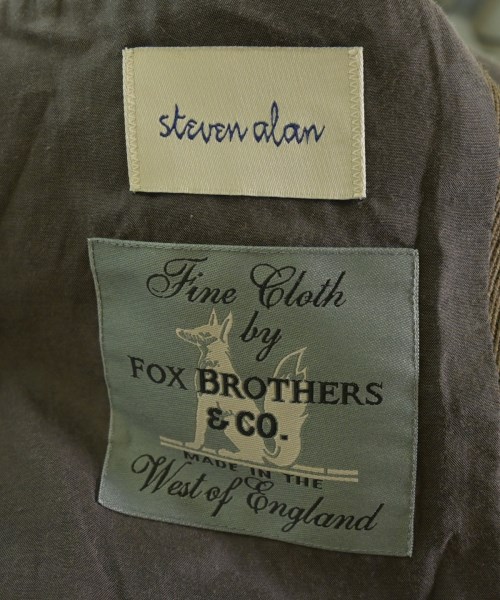 steven alan
Fine Cloth
by
FOX BROTHERS
& CO.
MADE IN THE
West of England